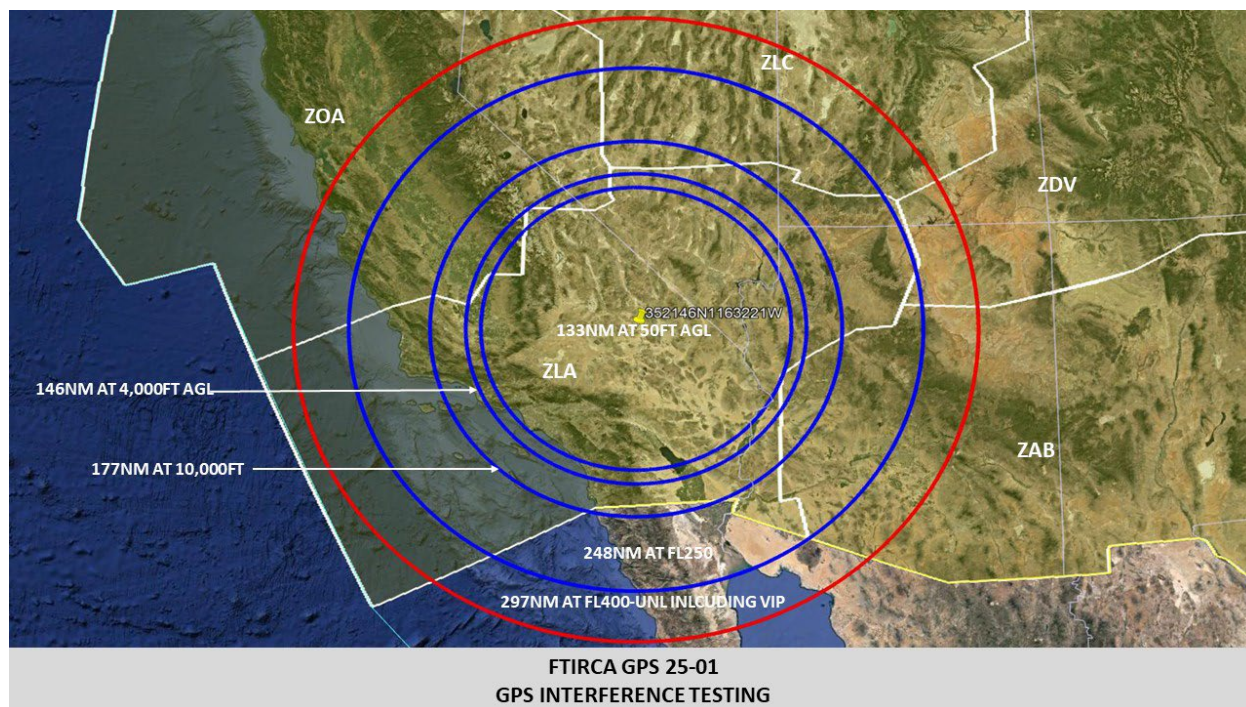 ZLC
ZOA
ZDV
352146N1163221W
133NM AT 50FT AGL
ZLA
146NM AT 4,000FT AGL
ZAB
177NM AT 10,000FT
248NM AT FL250
297NM AT FL400-UNL INLCUDING VIP
FTIRCA GPS 25-01
GPS INTERFERENCE TESTING